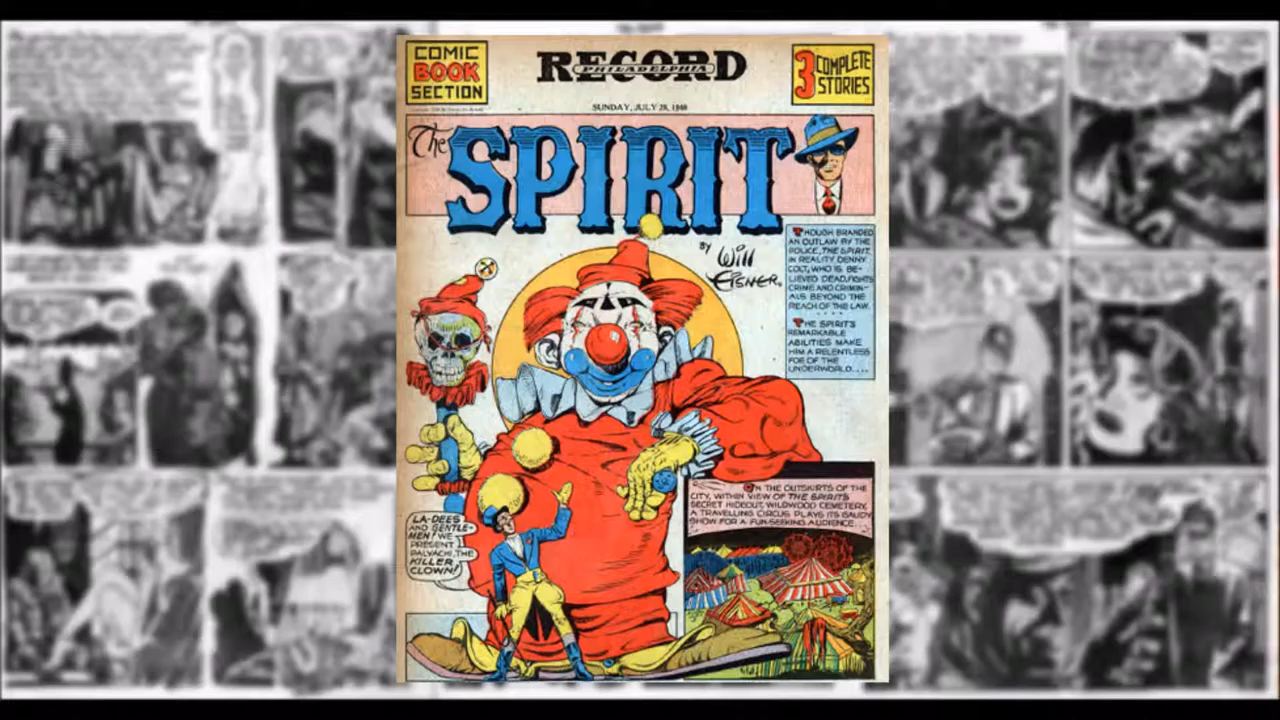 COMIC
BOOK
SECTION
RECORD
PHILADELPHIA
3 COMPLETE
STORIES
SUNDAY, JULY 28, 1940
The SPIRIT
BY Will
Eisner.
THOUGH BRANDED
AN OUTLAW BY THE
POLICE, THE SPIRIT,
IN REALITY, DENNY
COLT, WHO IS BE-
LIEVED DEAD, FIGHTS
CRIME AND CRIMIN-
ALS BEYOND THE
REACH OF THE LAW.
....
THE SPIRIT'S
REMARKABLE
ABILITIES MAKE
HIM A RELENTLESS
FOE OF THE
UNDERWORLD....
ON THE OUTSKIRTS OF THE
CITY, WITHIN VIEW OF THE SPIRIT'S
SECRET HIDEOUT, WILDWOOD CEMETERY,
A TRAVELLING CIRCUS PLAYS ITS GAUDY
SHOW FOR A FUN-SEEKING AUDIENCE
LA-DEES
AND GENTLE-
MEN! WE
PRESENT
PALYACHI, THE
KILLER
CLOWN!